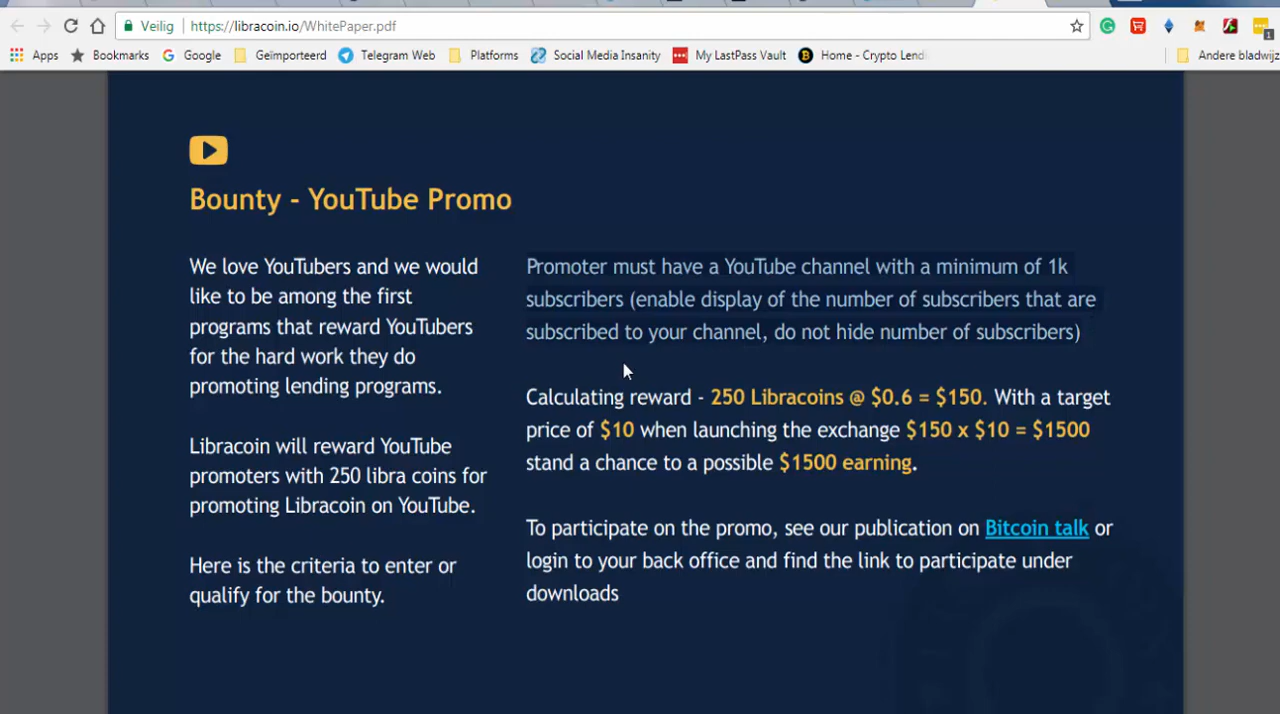 Veilig https://libracoin.io/WhitePaper.pdf
Apps Bookmarks Google Geïmporteerd Telegram Web Platforms Social Media Insanity My LastPass Vault Home - Crypto Lend Andere bladwijz
1
Bounty - YouTube Promo
We love YouTubers and we would
like to be among the first
programs that reward YouTubers
for the hard work they do
promoting lending programs.
Libracoin will reward YouTube
promoters with 250 libra coins for
promoting Libracoin on YouTube.
Here is the criteria to enter or
qualify for the bounty.
Promoter must have a YouTube channel with a minimum of 1k
subscribers (enable display of the number of subscribers that are
subscribed to your channel, do not hide number of subscribers)
Calculating reward - 250 Libracoins @ $0.6 = $150. With a target
price of $10 when launching the exchange $150 x $10 = $1500
stand a chance to a possible $1500 earning.
To participate on the promo, see our publication on Bitcoin talk or
login to your back office and find the link to participate under
downloads